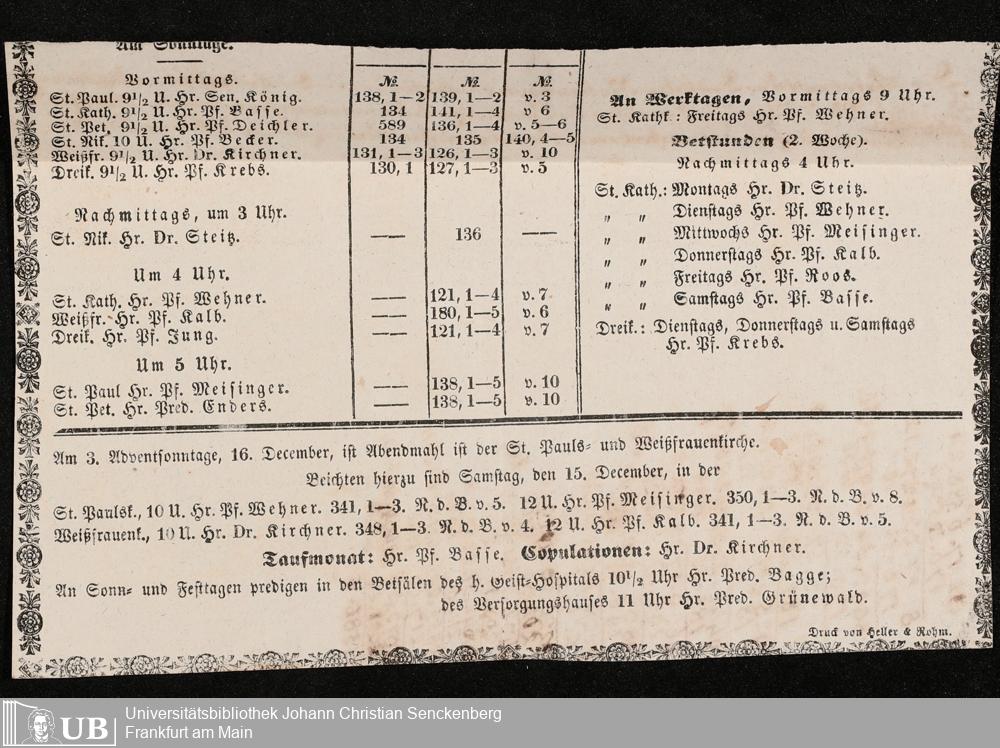 Am Sonntage.
Vormittags. №. №. №.
St. Paul. 9 1/2 U. Hr. Sen. König. 138, 1—2 139, 1—2 v. 3
St. Kath. 9 1/2 U. Hr. Pf. Basse. 134 141, 1—4 v 6
St. Pet. 9 1/2 U. Hr. Pf. Deichler. 589 136, 1—4 v. 5—6
St. Nik. 10 U. Hr. Pf. Becker. 134 135 140, 4—5
Weißfr. 9 1/2 U. Hr. Dr. Kirchner. 131, 1—3 126, 1—3 v. 10
Dreik. 9 1/2 U. Hr. Pf. Krebs. 130, 1 127, 1—3 v. 5
Nachmittags, um 3 Uhr.
St. Nik. Hr. Dr. Steitz. — 136 —
Um 4 Uhr.
St. Kath. Hr. Pf. Wehner. — 121, 1—4 v. 7
Weißfr. Hr. Pf. Kalb. — 180, 1—5 v. 6
Dreik. Hr. Pf. Jung. — 121, 1—4 v. 7
Um 5 Uhr.
St. Paul Hr. Pf. Meisinger. — 138, 1—5 v. 10
St. Pet. Hr. Pred. Enders. — 138, 1—5 v. 10
An Werktagen, Vormittags 9 Uhr.
St. Kathk: Freitags Hr. Pf. Wehner.
Betstunden (2. Woche).
Nachmittags 4 Uhr.
St. Kath.: Montags Hr. Dr. Steitz.
„ „ Dienstags Hr. Pf. Wehner.
„ „ Mittwochs Hr. Pf. Meisinger.
„ „ Donnerstags Hr. Pf. Kalb.
„ „ Freitags Hr. Pf. Roos.
„ „ Samstags Hr. Pf. Basse.
Dreik.: Dienstags, Donnerstags u. Samstags
Hr. Pf. Krebs.
Am 3. Adventsonntage, 16. December, ist Abendmahl ist der St. Pauls- und Weißfrauenkirche.
Beichten hierzu sind Samstag, den 15. December, in der
St. Paulsk., 10 U. Hr. Pf. Wehner. 341, 1—3. N. d. B. v. 5. 12 U. Hr. Pf. Meisinger. 350, 1—3. N. d. B. v. 8.
Weißfrauenk., 10 U. Hr. Dr. Kirchner. 348, 1—3. N. d. B. v. 4. 12 U. Hr. Pf. Kalb. 341, 1—3. N. d. B. v. 5.
Taufmonat: Hr. Pf. Basse. Copulationen: Hr. Dr. Kirchner.
An Sonn- und Festtagen predigen in den Betsälen des h. Geist-Hospitals 10 1/2 Uhr Hr. Pred. Bagge;
des Versorgungshauses 11 Uhr Hr. Pred. Grünewald.
Druck von Heller & Rohm.
UB
Universitätsbibliothek Johann Christian Senckenberg
Frankfurt am Main